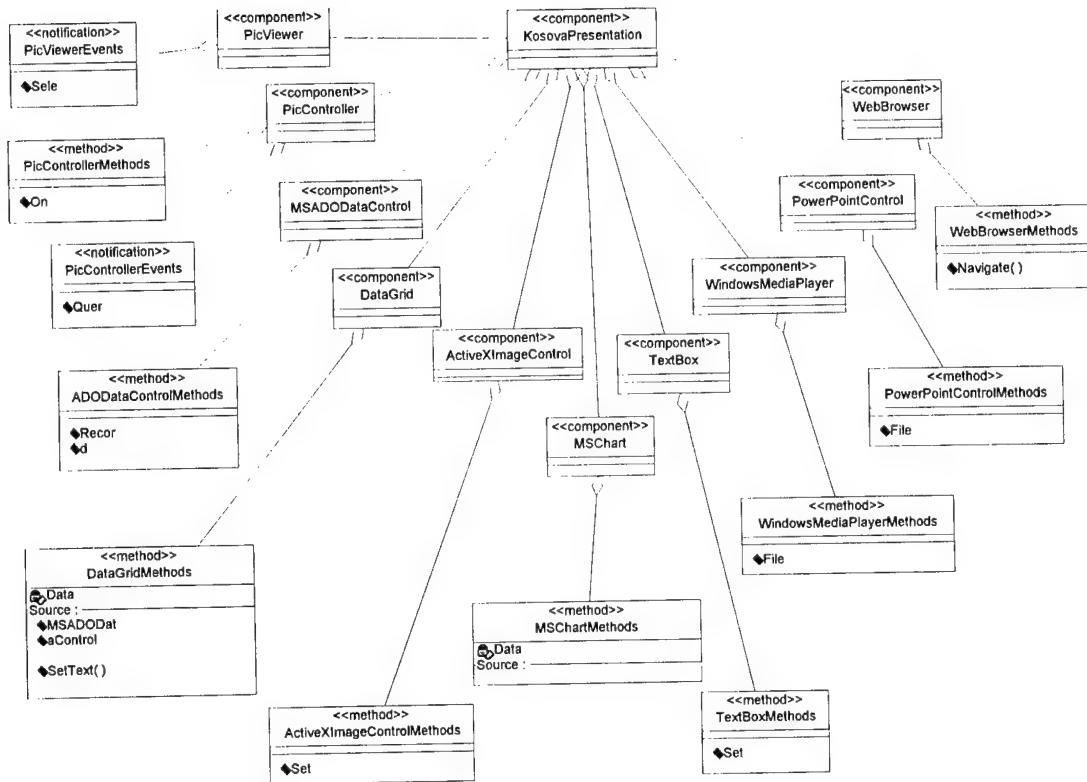 <<notification>>
PicViewerEvents
Sele
<<component>>
PicViewer
<<component>>
KosovaPresentation
<<component>>
PicController
<<component>>
WebBrowser
<<method>>
PicControllerMethods
On
<<component>>
MSADODataControl
<<component>>
PowerPointControl
<<method>>
WebBrowserMethods
Navigate( )
<<notification>>
PicControllerEvents
Quer
<<component>>
DataGrid
<<component>>
WindowsMediaPlayer
<<component>>
ActiveXImageControl
<<component>>
TextBox
<<method>>
ADODataControlMethods
Recor
d
<<method>>
PowerPointControlMethods
File
<<component>>
MSChart
<<method>>
WindowsMediaPlayerMethods
File
<<method>>
DataGridMethods
Data
Source :
MSADODat
aControl
SetText( )
<<method>>
MSChartMethods
Data
Source :
<<method>>
ActiveXImageControlMethods
Set
<<method>>
TextBoxMethods
Set